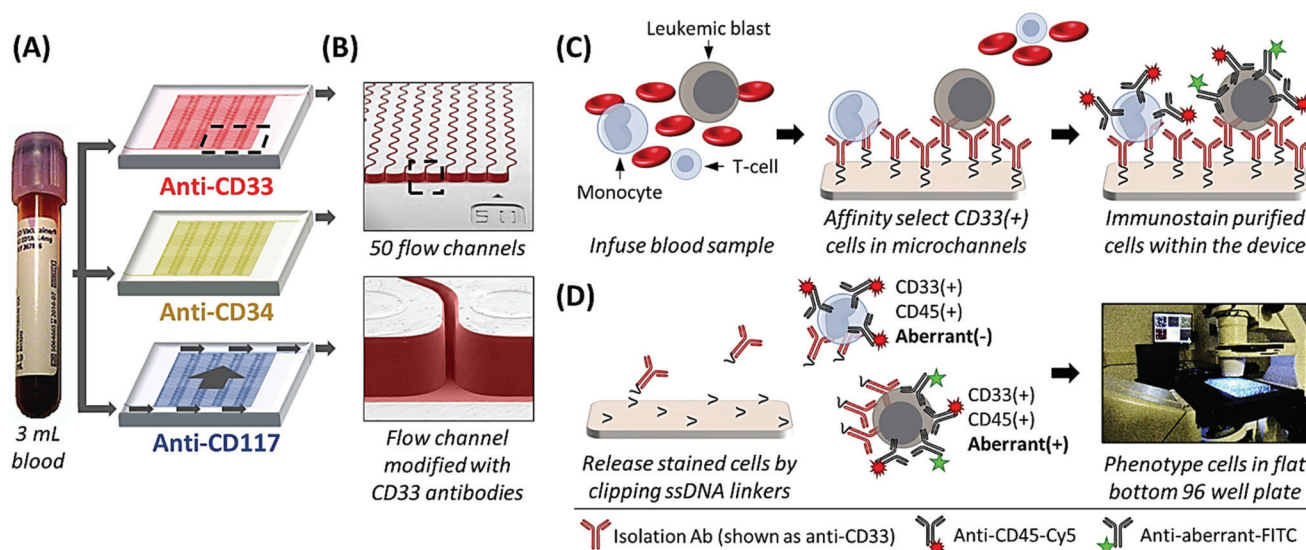 (A)
Anti-CD33
Anti-CD34
Anti-CD117
3 mL
blood
(B)
50 flow channels
Flow channel
modified with
CD33 antibodies
(C)
Leukemic blast
T-cell
Monocyte
Infuse blood sample
Affinity select CD33(+)
cells in microchannels
Immunostain purified
cells within the device
(D)
Release stained cells by
clipping ssDNA linkers
CD33(+)
CD45(+)
Aberrant(-)
CD33(+)
CD45(+)
Aberrant(+)
Phenotype cells in flat
bottom 96 well plate
Isolation Ab (shown as anti-CD33)
Anti-CD45-Cy5
Anti-aberrant-FITC